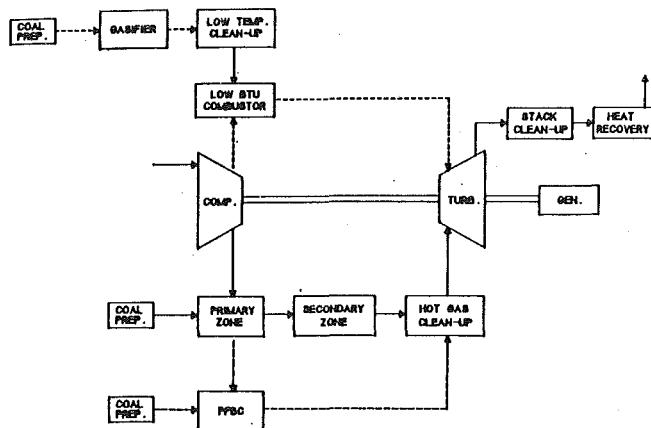 COAL
PREP.
GASIFIER
LOW TEMP.
CLEAN-UP
LOW BTU
COMBUSTOR
STACK
CLEAN-UP
HEAT
RECOVERY
COMP.
TURB.
GEN.
COAL
PREP.
PRIMARY
ZONE
SECONDARY
ZONE
HOT GAS
CLEAN-UP
COAL
PREP.
PFBC